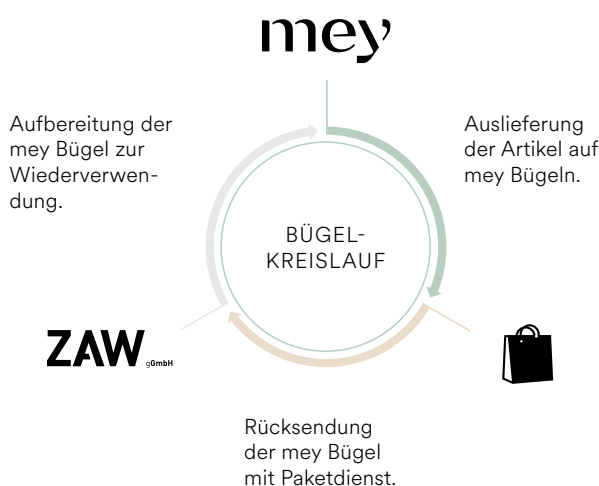 mey
Aufbereitung der
mey Bügel zur
Wiederverwen-
dung.
Auslieferung
der Artikel auf
mey Bügeln.
BÜGEL-
KREISLAUF
ZAW gGmbH
Rücksendung
der mey Bügel
mit Paketdienst.